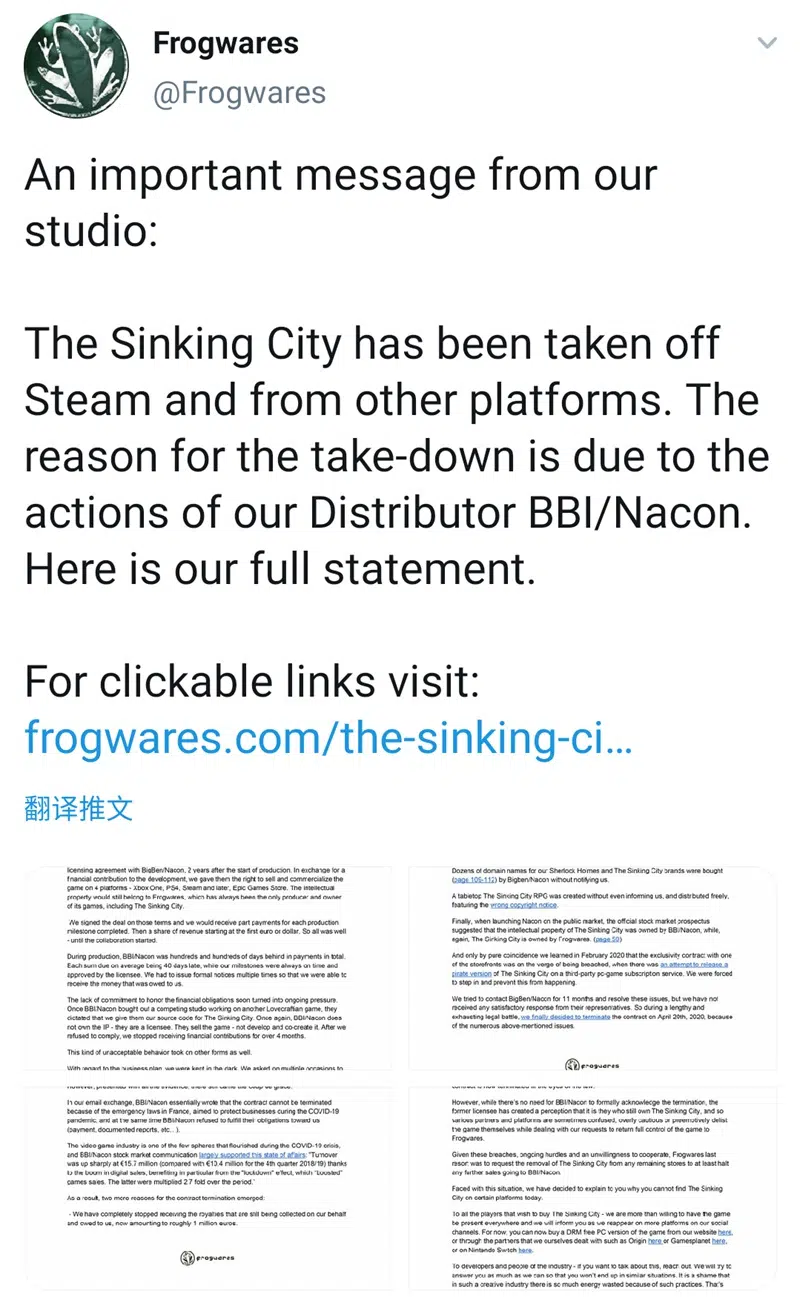 Frogwares
@Frogwares
An important message from our
studio:
The Sinking City has been taken off
Steam and from other platforms. The
reason for the take-down is due to the
actions of our Distributor BBI/Nacon.
Here is our full statement.
For clickable links visit:
frogwares.com/the-sinking-ci...
翻译推文
licensing agreement with BigBen/Nacon, 2 years after the start of production. In exchange for a
financial contribution to the development, we gave them the right to sell and commercialize the
game on 4 platforms - Xbox One, PS4, Steam and later, Epic Games Store. The intellectual
property would still belong to Frogwares, which has always been the only producer and owner
of its games, including The Sinking City.
We signed the deal on those terms and we would receive part payments for each production
milestone completed. Then a share of revenue starting at the first euro or dollar. So all was well
- until the collaboration started.
During production, BBI/Nacon was hundreds and hundreds of days behind in payments in total.
Each sum due on average being 40 days late, while our milestones were always on time and
approved by the licensee. We had to issue formal notices multiple times so that we were able to
receive the money that was owed to us.
The lack of commitment to honor the financial obligations soon turned into ongoing pressure.
Once BBI/Nacon bought out a competing studio working on another Lovecraftian game, they
dictated that we give them our source code for The Sinking City. Once again, BBI/Nacon does
not own the IP - they are a licensee. They sell the game - not develop and co-create it. After we
refused to comply, we stopped receiving financial contributions for over 4 months.
This kind of unacceptable behavior took on other forms as well.
With regard to the business plan, we were kept in the dark. We asked on multiple occasions to
Dozens of domain names for our Sherlock Homes and The Sinking City brands were bought
(page 109-112) by Bigben/Nacon without notifying us.
A tabletop The Sinking City RPG was created without even informing us, and distributed freely,
featuring the wrong copyright notice.
Finally, when launching Nacon on the public market, the official stock market prospectus
suggested that the intellectual property of The Sinking City was owned by BBI/Nacon, while,
again, The Sinking City is owned by Frogwares. (page 50)
And only by pure coincidence we learned in February 2020 that the exclusivity contract with one
of the storefronts was on the verge of being breached, when there was an attempt to release a
pirate version of The Sinking City on a third-party pc-game subscription service. We were forced
to step in and prevent this from happening.
We tried to contact BigBen/Nacon for 11 months and resolve these issues, but we have not
received any satisfactory response from their representatives. So during a lengthy and
exhausting legal battle, we finally decided to terminate the contract on April 20th, 2020, because
of the numerous above-mentioned issues.
frogwares
However, presented with all the evidence, there still came the coup de grace.
In our email exchange, BBI/Nacon essentially wrote that the contract cannot be terminated
because of the emergency laws in France, aimed to protect businesses during the COVID-19
pandemic, and at the same time BBI/Nacon refused to fulfill their obligations toward us
(payment, documented reports, etc...).
The video game industry is one of the few spheres that flourished during the COVID-19 crisis,
and BBI/Nacon stock market communication largely supported this state of affairs: "Turnover
was up sharply at €15.7 million (compared with €13.4 million for the 4th quarter 2018/19) thanks
to the boom in digital sales, benefiting in particular from the "lockdown" effect, which "boosted"
games sales. The latter were multiplied 2.7 fold over the period."
As a result, two more reasons for the contract termination emerged:
- We have completely stopped receiving the royalties that are still being collected on our behalf
and owed to us, now amounting to roughly 1 million euros.
frogwares
contract is now terminated in the eyes of the law.
However, while there's no need for BBI/Nacon to formally acknowledge the termination, the
former licensee has created a perception that it is they who still own The Sinking City, and so
various partners and platforms are sometimes confused, overly cautious or preemptively delist
the game themselves while dealing with our requests to return full control of the game to
Frogwares.
Given these breaches, ongoing hurdles and an unwillingness to cooperate, Frogwares last
resort was to request the removal of The Sinking City from any remaining stores to at least halt
any further sales going to BBI/Nacon.
Faced with this situation, we have decided to explain to you why you cannot find The Sinking
City on certain platforms today.
To all the players that wish to buy The Sinking City - we are more than willing to have the game
be present everywhere and we will inform you as we reappear on more platforms on our social
channels. For now, you can now buy a DRM free PC version of the game from our website here,
or through the partners that we ourselves dealt with such as Origin here or Gamesplanet here,
or on Nintendo Switch here.
To developers and people of the industry - if you want to talk about this, reach out. We will try to
answer you as much as we can so that you won't end up in similar situations. It is a shame that
in such a creative industry there is so much energy wasted because of such practices. That's